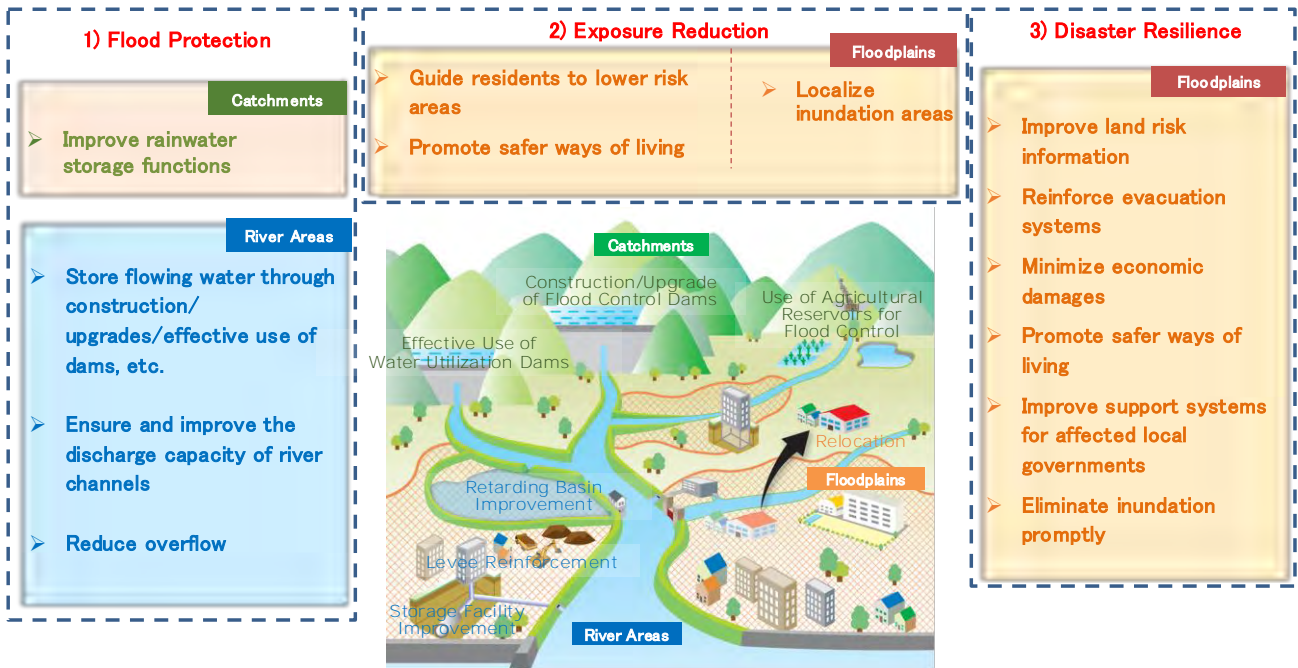 1) Flood Protection
Catchments
Improve rainwater
storage functions
River Areas
Store flowing water through
construction/
upgrades/effective use of
dams, etc.
Ensure and improve the
discharge capacity of river
channels
Reduce overflow
2) Exposure Reduction
Floodplains
Guide residents to lower risk
areas
Promote safer ways of living
Localize
inundation areas
3) Disaster Resilience
Floodplains
Improve land risk
information
Reinforce evacuation
systems
Minimize economic
damages
Promote safer ways of
living
Improve support systems
for affected local
governments
Eliminate inundation
promptly
Catchments
Construction/Upgrade
of Flood Control Dams
Use of Agricultural
Reservoirs for
Flood Control
Effective Use of
Water Utilization Dams
Relocation
Floodplains
Retarding Basin
Improvement
Levee Reinforcement
Storage Facility
Improvement
River Areas